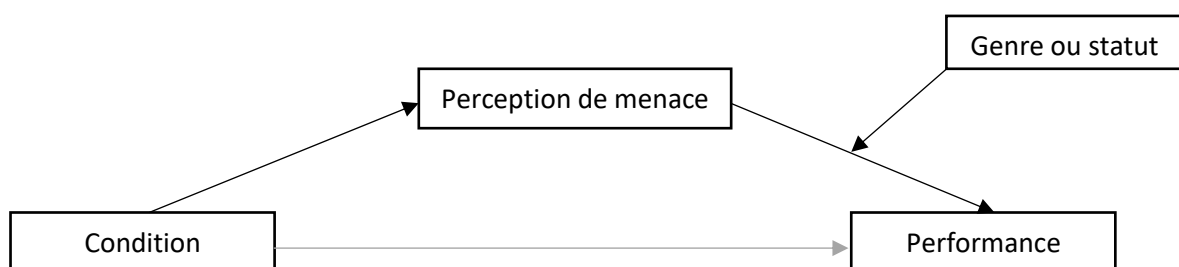 Genre ou statut
Perception de menace
Condition
Performance